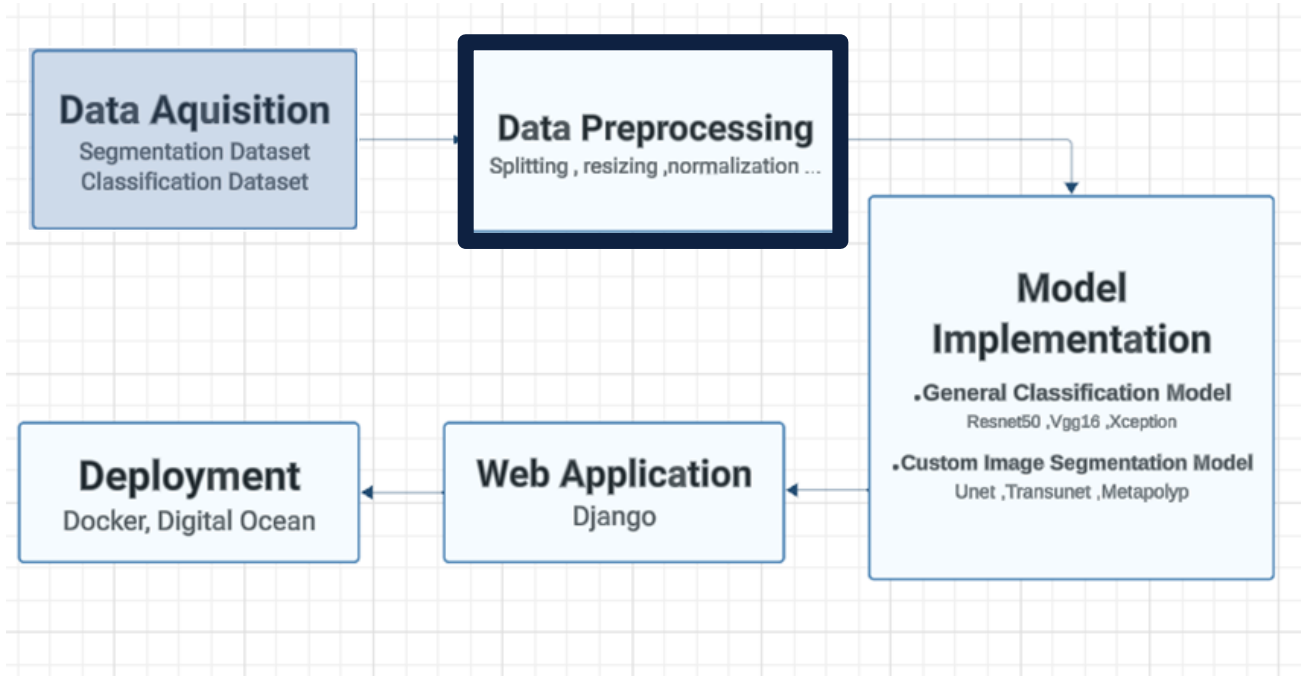 Data Aquisition
Segmentation Dataset
Classification Dataset
Data Preprocessing
Splitting , resizing ,normalization ...
Model
Implementation
.General Classification Model
Resnet50 ,Vgg16 ,Xception
.Custom Image Segmentation Model
Unet ,Transunet ,Metapolyp
Web Application
Django
Deployment
Docker, Digital Ocean